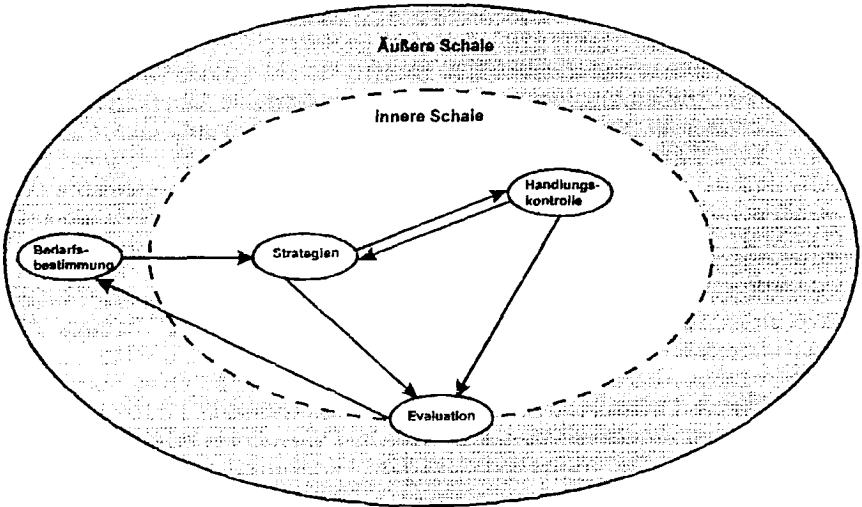 Äußere Schale
Innere Schale
Handlungs-
kontrolle
Bedarfs-
bestimmung
Strategien
Evaluation